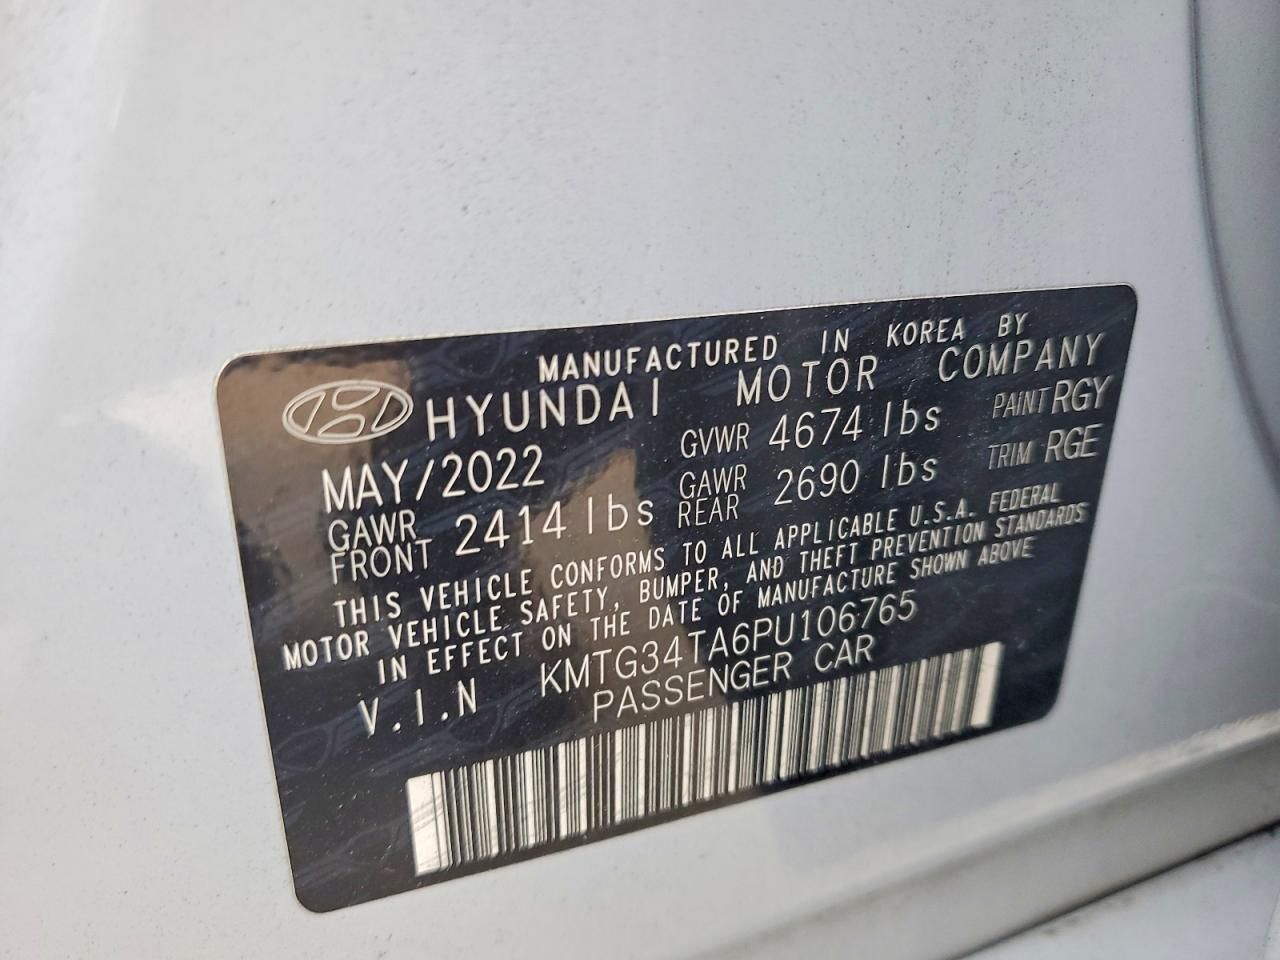 MANUFACTURED IN KOREA BY
HYUNDAI MOTOR COMPANY
MAY/2022 GVWR 4674 lbs PAINT RGY
GAWR FRONT 2414 lbs GAWR REAR 2690 lbs TRIM RGE
THIS VEHICLE CONFORMS TO ALL APPLICABLE U.S.A. FEDERAL
MOTOR VEHICLE SAFETY, BUMPER, AND THEFT PREVENTION STANDARDS
IN EFFECT ON THE DATE OF MANUFACTURE SHOWN ABOVE
V.I.N KMTG34TA6PU106765
PASSENGER CAR